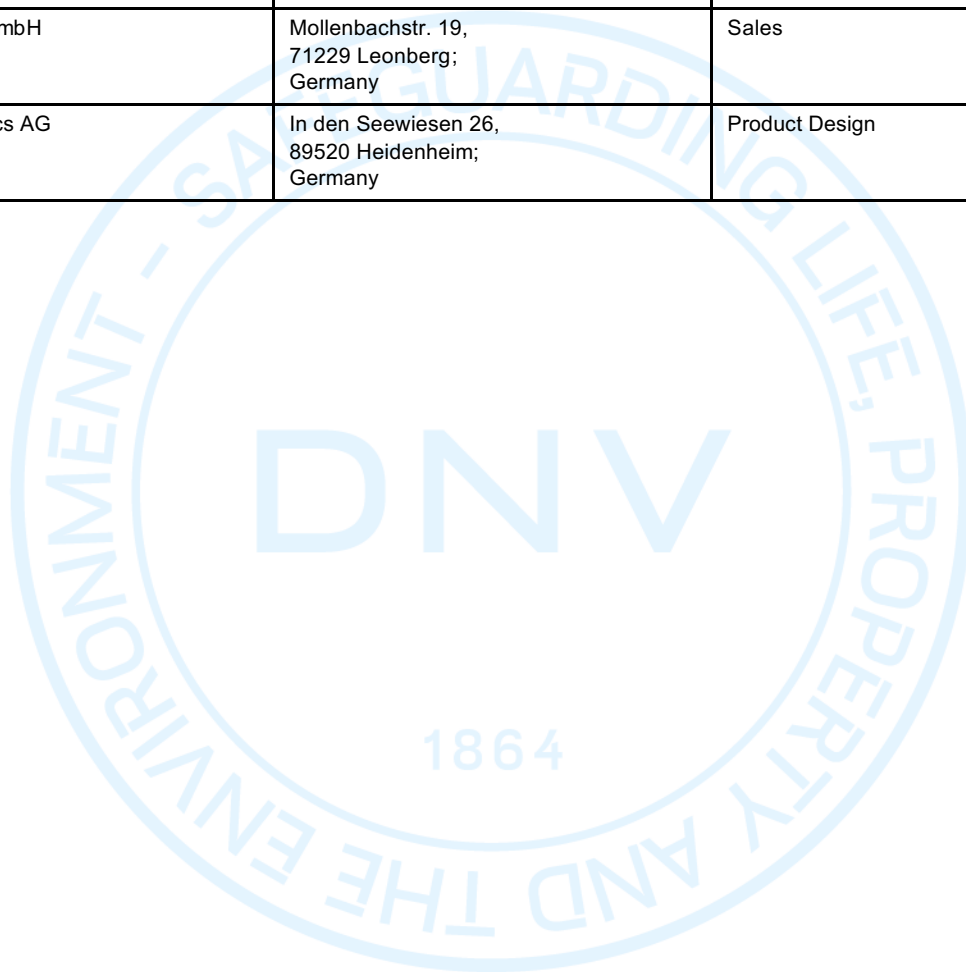 mbH
Mollenbachstr. 19,
71229 Leonberg;
Germany
Sales
cs AG
In den Seewiesen 26,
89520 Heidenheim;
Germany
Product Design
SAFEGUARDING LIFE, PROPERTY AND THE ENVIRONMENT -
DNV
1864